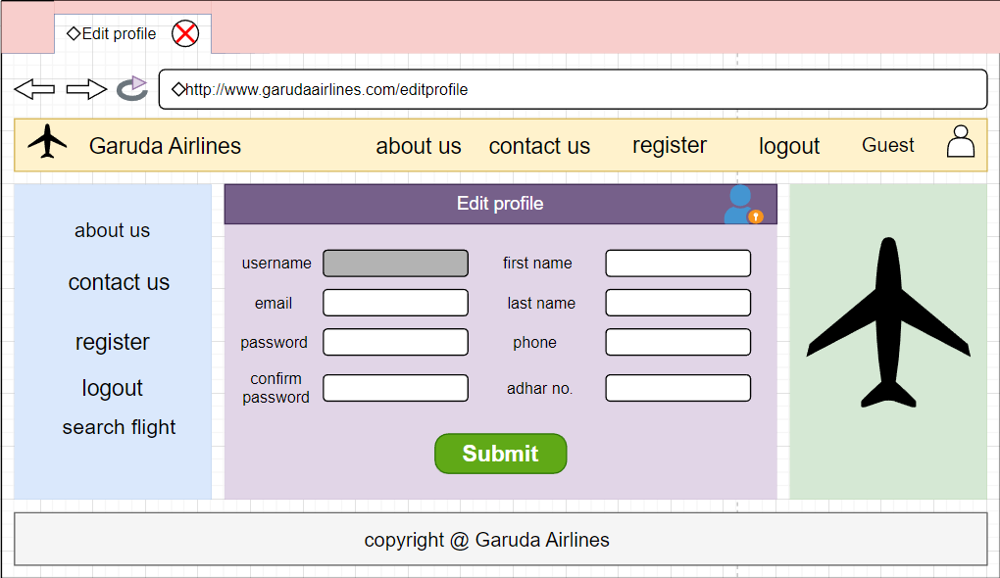 Edit profile
http://www.garudaairlines.com/editprofile
Garuda Airlines about us contact us register logout Guest
about us
contact us
register
logout
search flight
Edit profile
username first name
email last name
password phone
confirm
password adhar no.
Submit
copyright @ Garuda Airlines